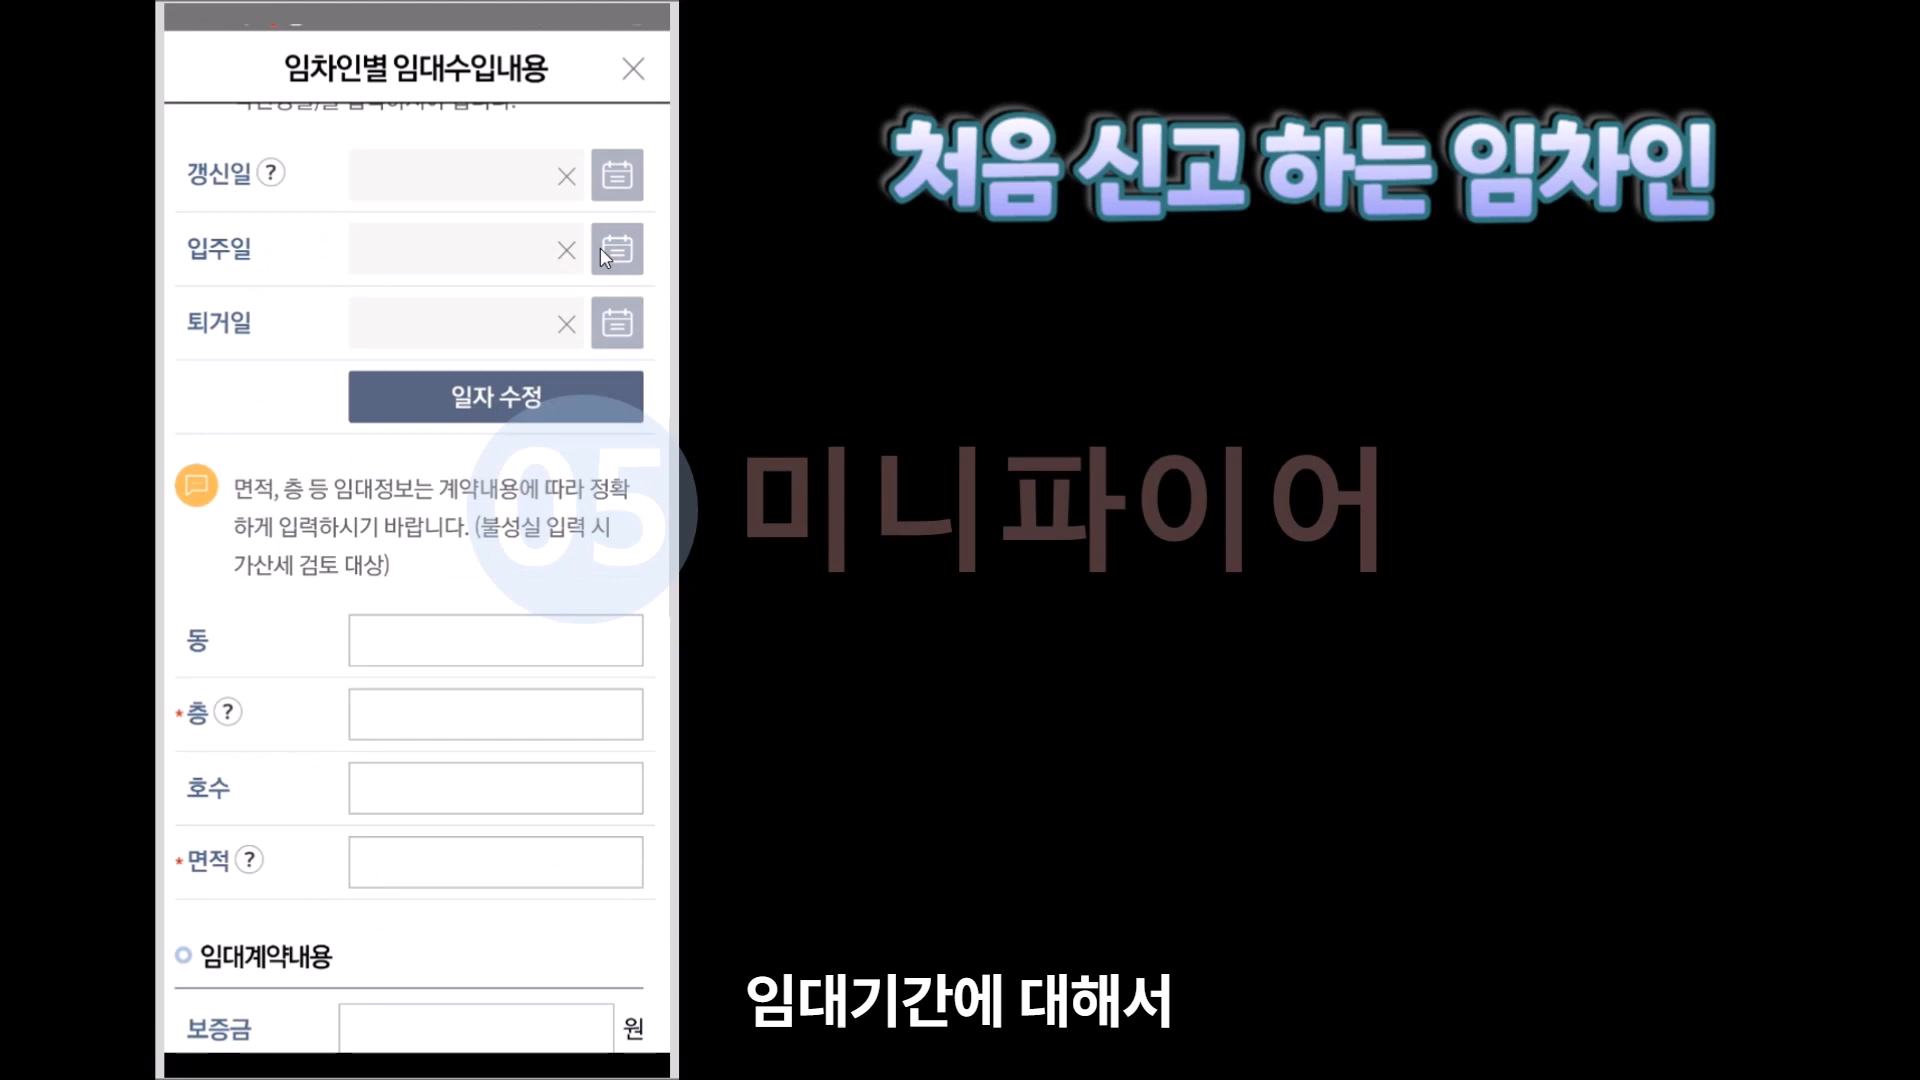 임차인별 임대수입내용
처음 신고 하는 임차인
갱신일 ?
입주일
퇴거일
일자 수정
면적, 층 등 임대정보는 계약내용에 따라 정확
하게 입력하시기 바랍니다. (불성실 입력 시
가산세 검토 대상)
05 미니파이어
동
*층 ?
호수
*면적 ?
임대계약내용
보증금 원
임대기간에 대해서